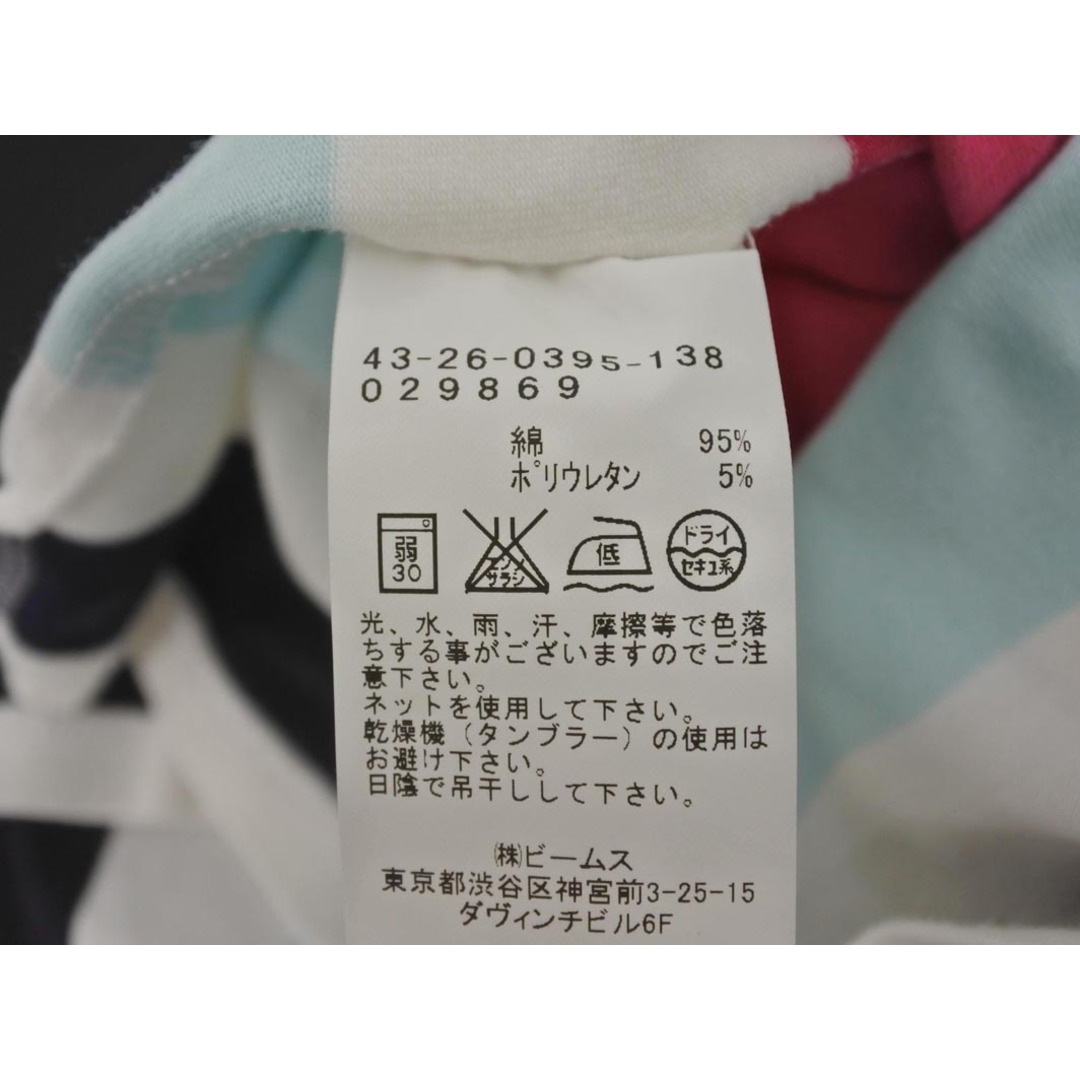 43-26-0395-138
029869
綿 95%
ポリウレタン 5%
弱
30
エンソ
サラシ
低
ドライ
セキユ系
光、水、雨、汗、摩擦等で色落
ちする事がございますのでご注
意下さい。
ネットを使用して下さい。
乾燥機（タンブラー）の使用は
お避け下さい。
日陰で吊干しして下さい。
㈱ビームス
東京都渋谷区神宮前3-25-15
ダヴィンチビル6F